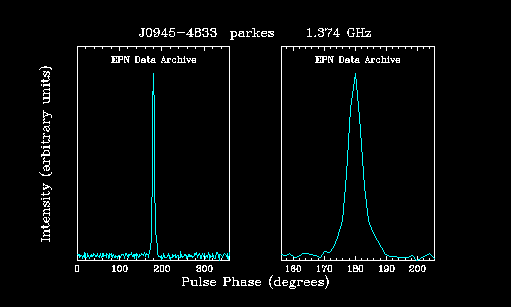 J0945-4833 parkes 1.374 GHz
EPN Data Archive EPN Data Archive
Intensity (arbitrary units)
0 100 200 300 160 170 180 190 200
Pulse Phase (degrees)